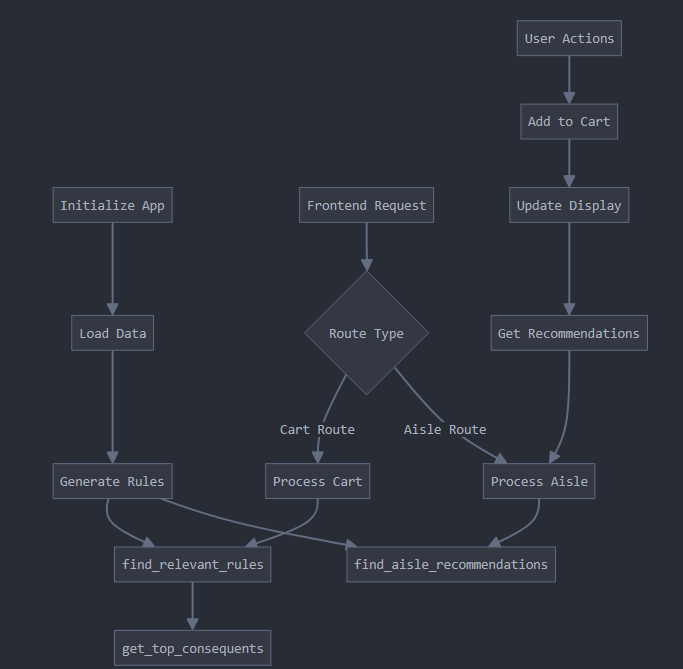 User Actions
Add to Cart
Initialize App
Frontend Request
Update Display
Load Data
Route Type
Get Recommendations
Cart Route
Aisle Route
Generate Rules
Process Cart
Process Aisle
find_relevant_rules
find_aisle_recommendations
get_top_consequents